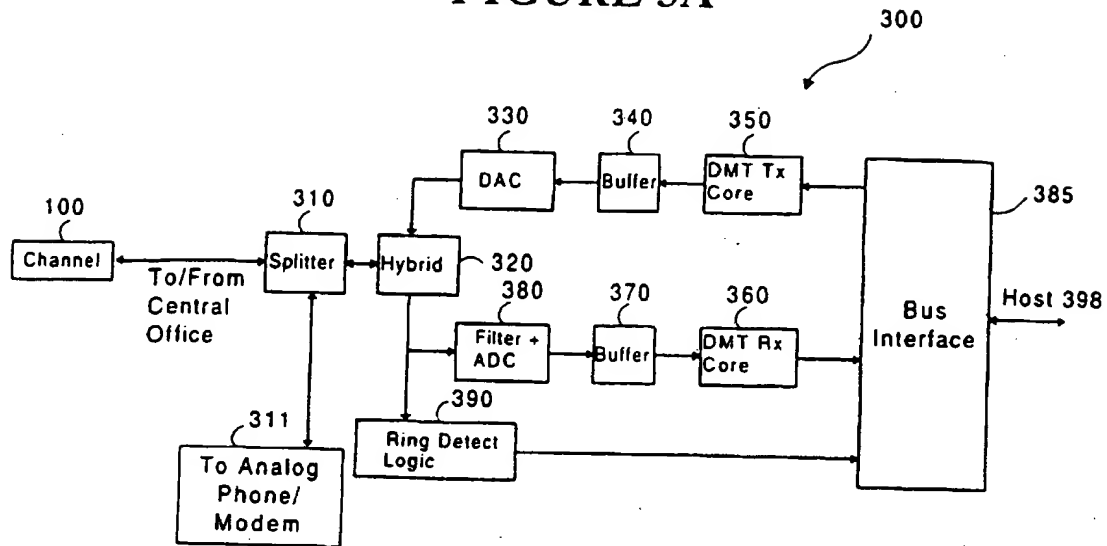 300
330
340
350
DAC
Buffer
DMT Tx
Core
385
100
310
Channel
Splitter
Hybrid
320
To/From
Central
Office
380
370
360
Host 398
Bus
Interface
Filter +
ADC
Buffer
DMT Rx
Core
390
311
Ring Detect
Logic
To Analog
Phone/
Modem